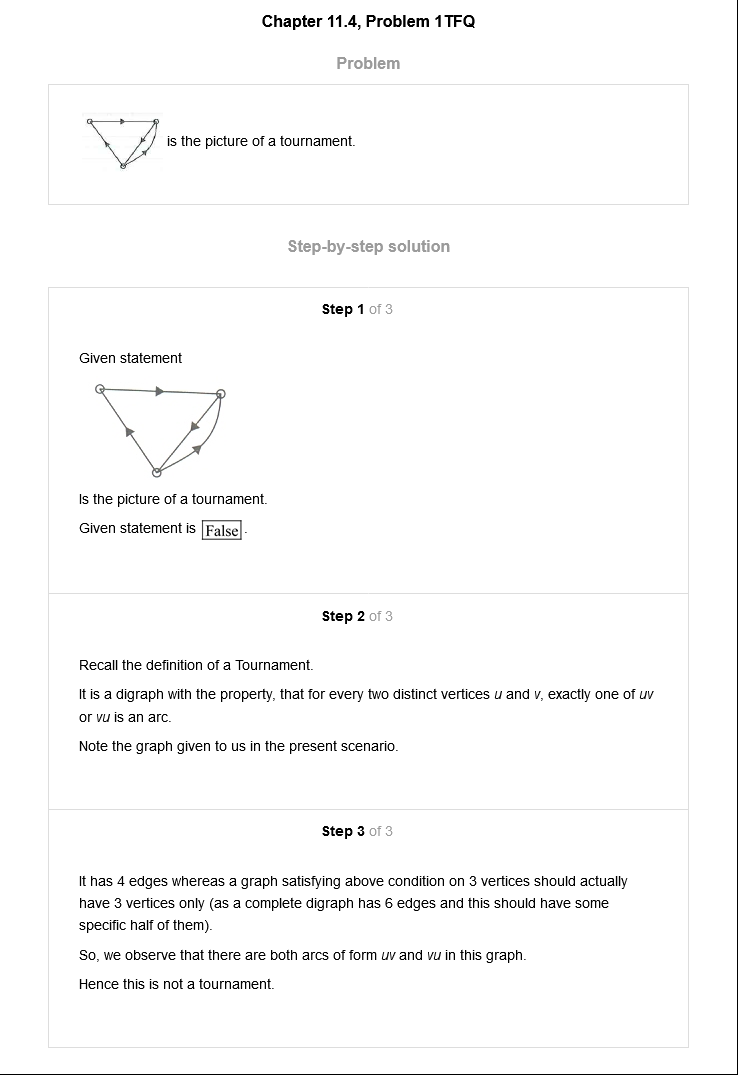 Chapter 11.4, Problem 1TFQ
Problem
is the picture of a tournament.
Step-by-step solution
Step 1 of 3
Given statement
Is the picture of a tournament.
Given statement is False.
Step 2 of 3
Recall the definition of a Tournament.
It is a digraph with the property, that for every two distinct vertices u and v, exactly one of uv
or vu is an arc.
Note the graph given to us in the present scenario.
Step 3 of 3
It has 4 edges whereas a graph satisfying above condition on 3 vertices should actually
have 3 vertices only (as a complete digraph has 6 edges and this should have some
specific half of them).
So, we observe that there are both arcs of form uv and vu in this graph.
Hence this is not a tournament.